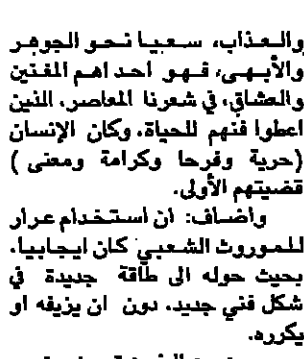 والعذاب، سعيا نحو الجوهر
والأبهى، فهو احد اهم المغنين
والعشاق، في شعرنا المعاصر، الذين
اعطوا فنهم للحياة، وكان الإنسان
(حرية وفرحا وكرامة ومعنى )
قضيتهم الأولى.
واضاف: ان استخدام عرار
للموروث الشعبي كان ايجابيا،
بحيث حوله الى طاقة جديدة في
شكل فني جديد، دون ان يزيفه او
يكرره.